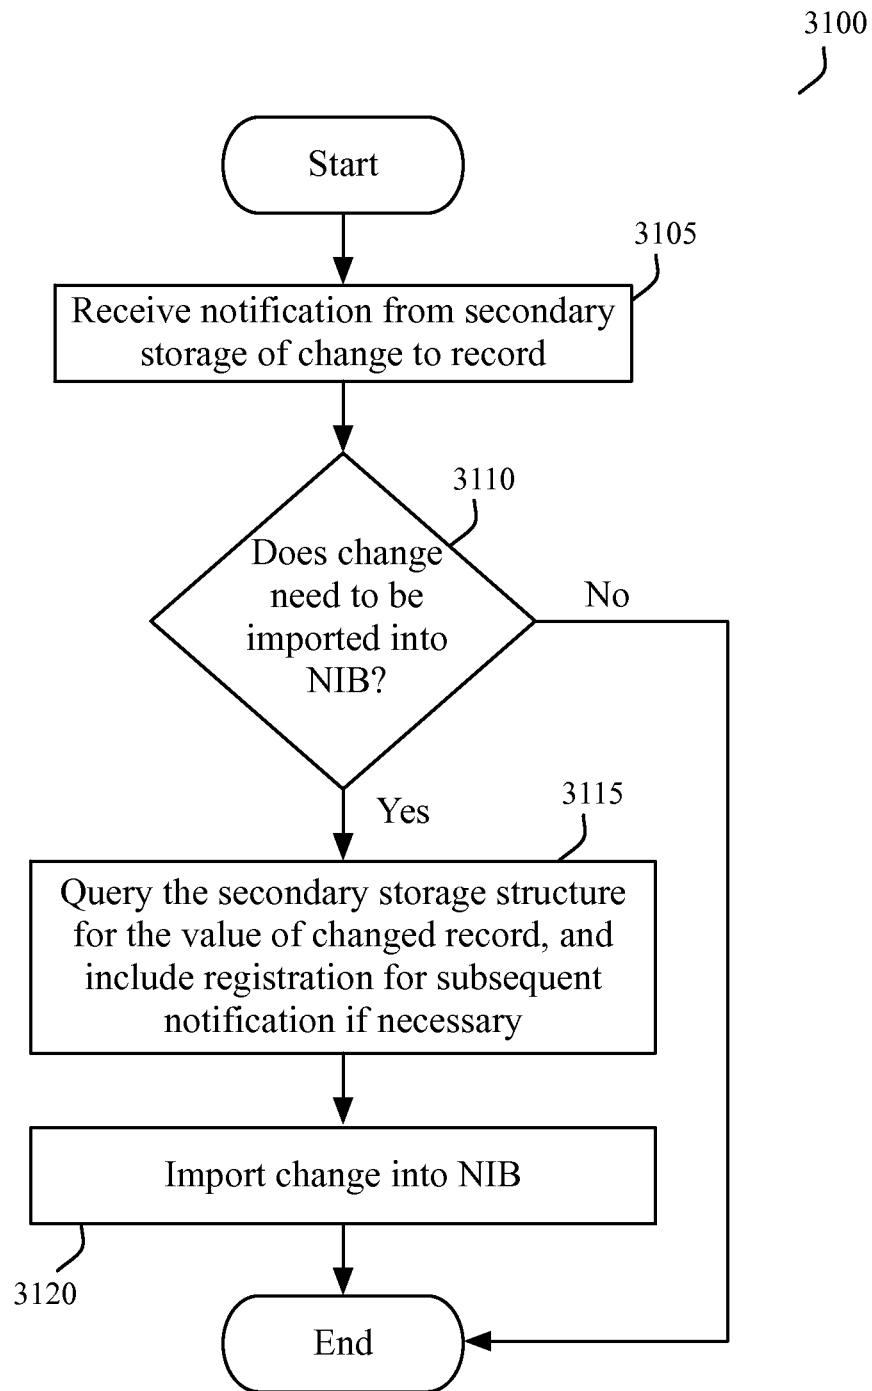 3100
Start
3105
Receive notification from secondary
storage of change to record
3110
Does change
need to be
imported into
NIB?
No
Yes
3115
Query the secondary storage structure
for the value of changed record, and
include registration for subsequent
notification if necessary
Import change into NIB
3120
End